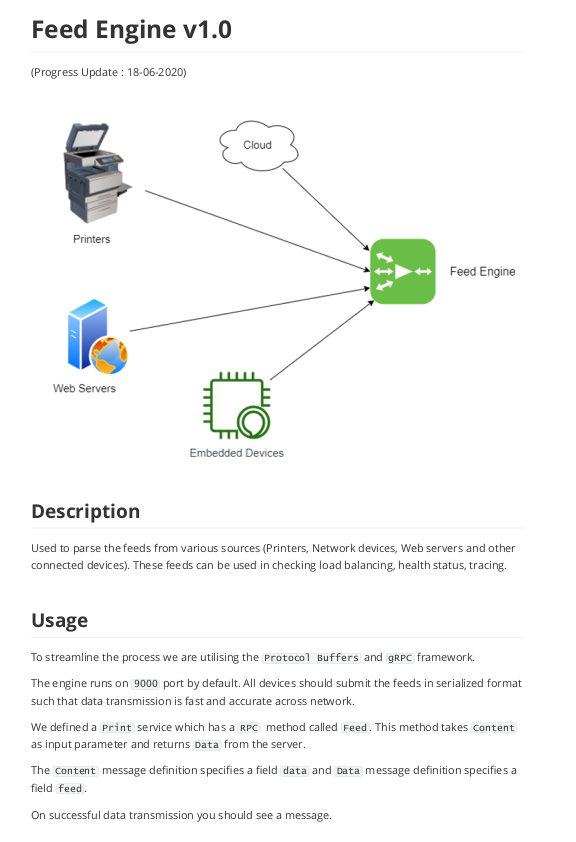 Feed Engine v1.0
(Progress Update : 18-06-2020)
Cloud
Printers
Feed Engine
Web Servers
Embedded Devices
Description
Used to parse the feeds from various sources (Printers, Network devices, Web servers and other
connected devices). These feeds can be used in checking load balancing, health status, tracing.
Usage
To streamline the process we are utilising the Protocol Buffers and gRPC framework.
The engine runs on 9000 port by default. All devices should submit the feeds in serialized format
such that data transmission is fast and accurate across network.
We defined a Print service which has a RPC method called Feed. This method takes Content
as input parameter and returns Data from the server.
The Content message definition specifies a field data and Data message definition specifies a
field feed.
On successful data transmission you should see a message.